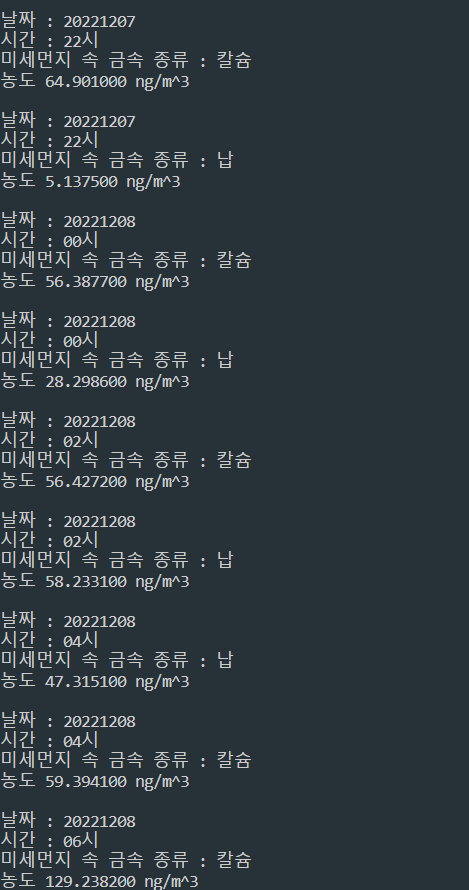 날짜 : 20221207
시간 : 22시
미세먼지 속 금속 종류 : 칼슘
농도 64.901000 ng/m^3
날짜 : 20221207
시간 : 22시
미세먼지 속 금속 종류 : 납
농도 5.137500 ng/m^3
날짜 : 20221208
시간 : 00시
미세먼지 속 금속 종류 : 칼슘
농도 56.387700 ng/m^3
날짜 : 20221208
시간 : 00시
미세먼지 속 금속 종류 : 납
농도 28.298600 ng/m^3
날짜 : 20221208
시간 : 02시
미세먼지 속 금속 종류 : 칼슘
농도 56.427200 ng/m^3
날짜 : 20221208
시간 : 02시
미세먼지 속 금속 종류 : 납
농도 58.233100 ng/m^3
날짜 : 20221208
시간 : 04시
미세먼지 속 금속 종류 : 납
농도 47.315100 ng/m^3
날짜 : 20221208
시간 : 04시
미세먼지 속 금속 종류 : 칼슘
농도 59.394100 ng/m^3
날짜 : 20221208
시간 : 06시
미세먼지 속 금속 종류 : 칼슘
농도 129.238200 ng/m^3